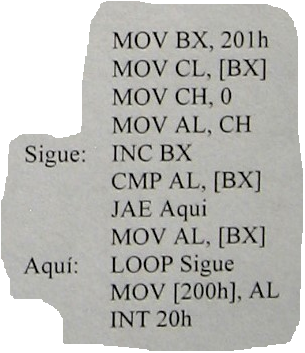 MOV BX, 201h
MOV CL, [BX]
MOV CH, 0
MOV AL, CH
Sigue: INC BX
CMP AL, [BX]
JAE Aqui
MOV AL, [BX]
Aquí: LOOP Sigue
MOV [200h], AL
INT 20h